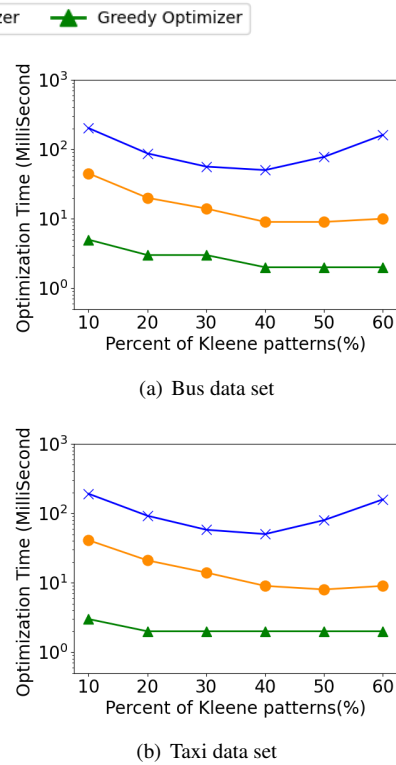 zer Greedy Optimizer
Optimization Time (MilliSecond
10³
10²
10¹
10⁰
10 20 30 40 50 60
Percent of Kleene patterns(%)
(a) Bus data set
Optimization Time (MilliSecond
10³
10²
10¹
10⁰
10 20 30 40 50 60
Percent of Kleene patterns(%)
(b) Taxi data set